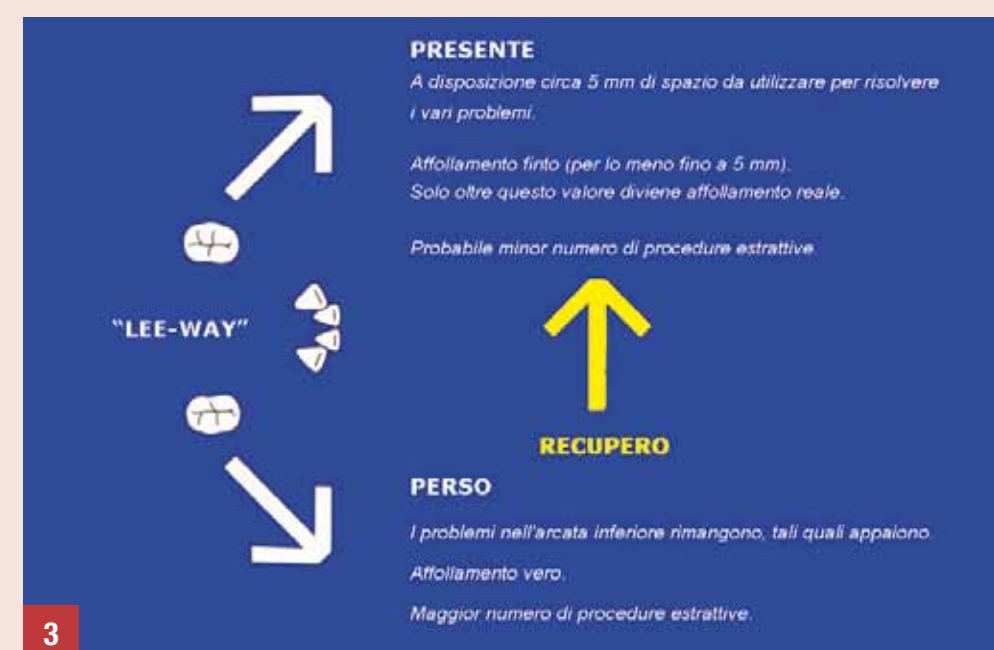 PRESENTE
A disposizione circa 5 mm di spazio da utilizzare per risolvere
i vari problemi.
Affollamento finto (per lo meno fino a 5 mm).
Solo oltre questo valore diviene affollamento reale.
Probabile minor numero di procedure estrattive.
"LEE-WAY"
RECUPERO
PERSO
I problemi nell'arcata inferiore rimangono, tali quali appaiono.
Affollamento vero.
Maggior numero di procedure estrattive.
3